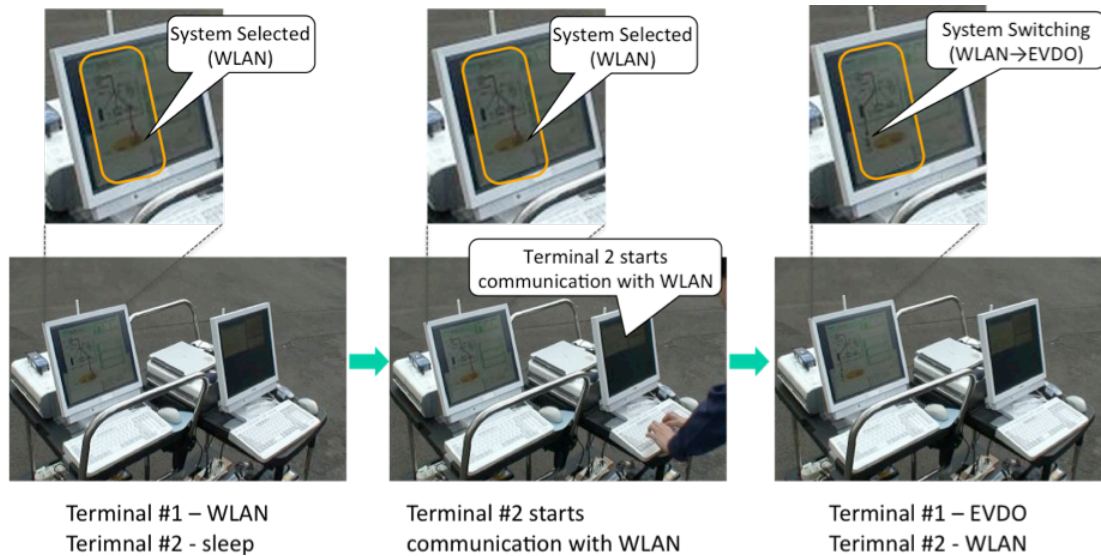 System Selected
(WLAN)
System Selected
(WLAN)
System Switching
(WLAN→EVDO)
Terminal 2 starts
communication with WLAN
Terminal #1 – WLAN
Terimnal #2 - sleep
Terminal #2 starts
communication with WLAN
Terminal #1 – EVDO
Terimnal #2 - WLAN